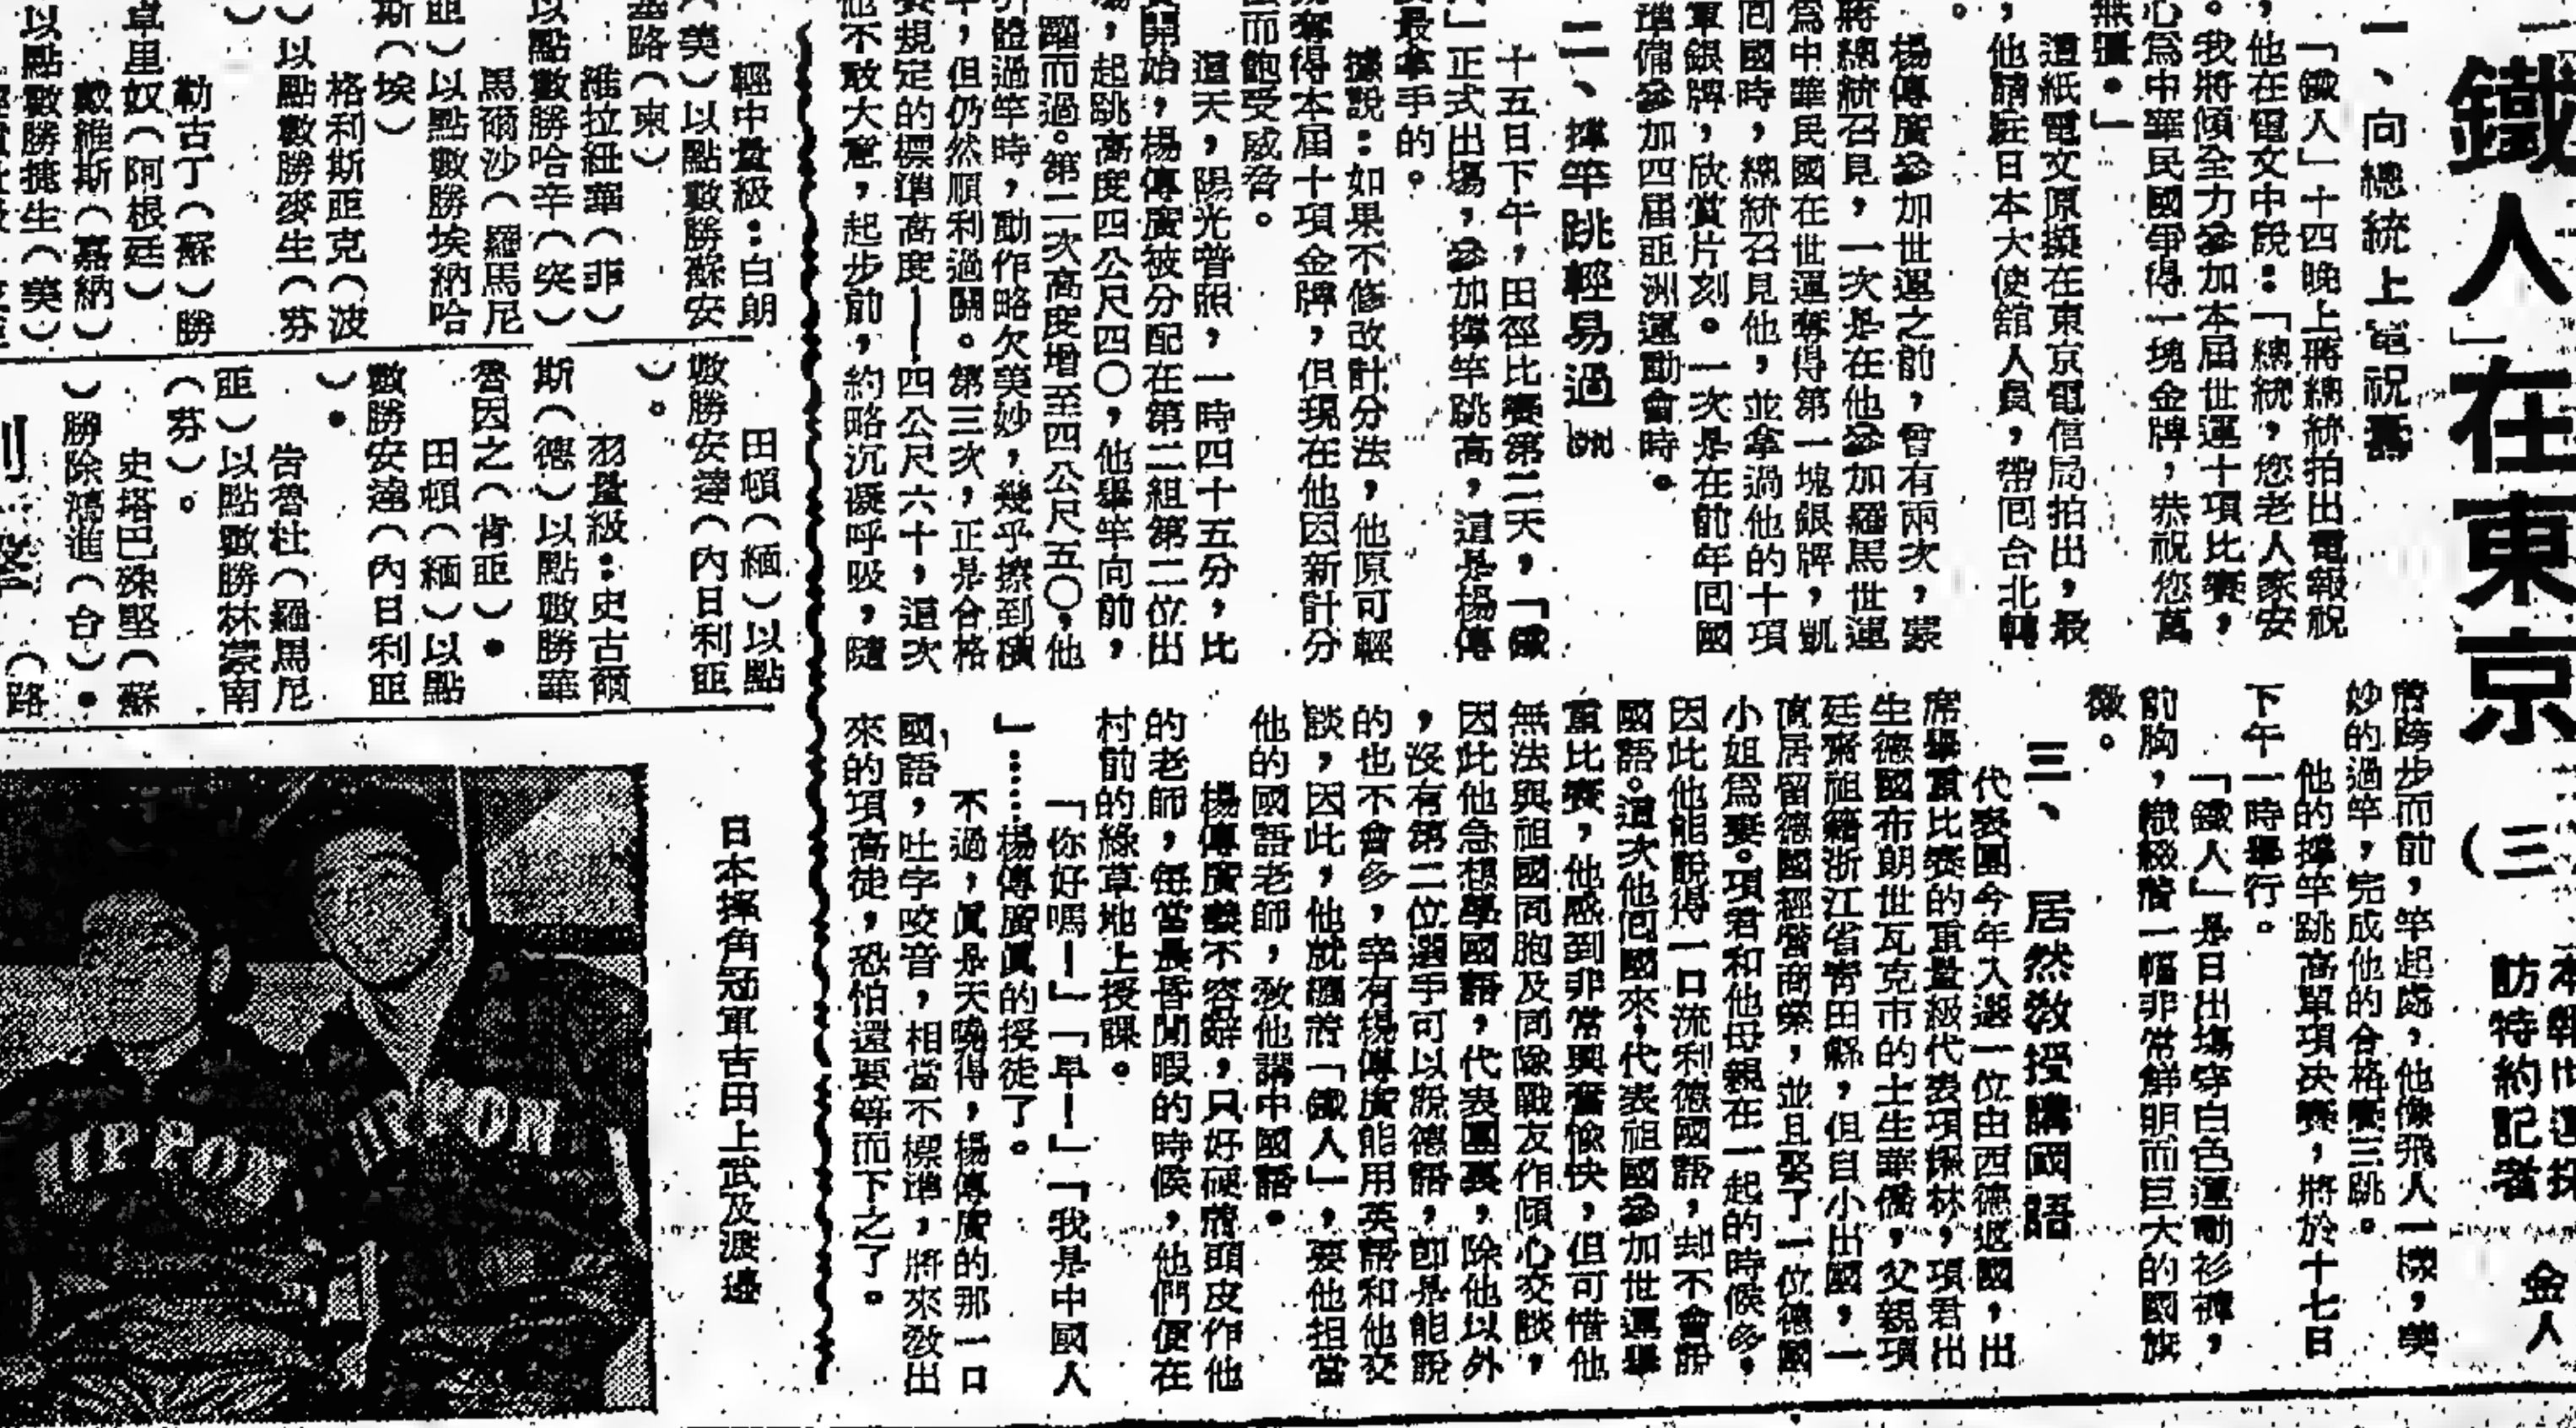 鐵人」在東京
（三
訪特約記者
金人
一、向總統上電祝壽
「鐵人」十四晚上蔣總統拍出電報祝
，他在電文中說：「總統，您老人家安
。我將傾全力參加本屆世運十項比賽，
心爲中華民國爭得一塊金牌，恭祝您萬
無疆。」
這紙電文原擬在東京電信局拍出，最
，他請駐日本大使館人員，帶回台北轉
。
楊傳廣參加世運之前，曾有兩次，蒙
蔣總統召見，一次是在他參加羅馬世運
爲中華民國在世運奪得第一塊銀牌，凱
回國時，總統召見他，並拿過他的十項
軍銀牌，欣賞片刻。一次是在前年回國
準備參加四屆亞洲運動會時。
二、撑竿跳輕易過關
十五日下午，田徑比賽第二天，「鐵
人」正式出場，參加撑竿跳高，這是楊傳
最拿手的。
據說：如果不修改計分法，他原可輕
奪得本屆十項金牌，但現在他因新計分
而飽受威脅。
這天，陽光普照，一時四十五分，比
賽開始，楊傳廣被分配在第二組第二位出
場，起跳高度四公尺四〇，他舉竿向前，
一躍而過。第二次高度增至四公尺五〇，他
體過竿時，動作略欠美妙，幾乎擦到橫
，但仍然順利過關。第三次，正是合格
規定的標準高度——四公尺六十，這次
他不敢大意，起步前，約略沉凝呼吸，隨
着跨步而前，竿起處，他像飛人一樣，美
妙的過竿，完成他的合格賽三跳。
他的撑竿跳高單項決賽，將於十七日
下午一時舉行。
「鐵人」是日出場穿白色運動衫褲，
前胸，織綴着一幅非常鮮明而巨大的國旗
徽。
三、居然敎授講國語
代表團今年入選一位由西德返國，出
席舉重比賽的重量級代表項琛林，項君出
生德國布朗世瓦克市的土生華僑，父親項
廷齋祖籍浙江省靑田縣，但自小出國，一
直居留德國經營商業，並且娶了一位德國
小姐爲妻。項君和他母親在一起的時候多，
因此他能說得一口流利德國語，却不會說
國語。這次他回國來，代表祖國參加世運舉
重比賽，他感到非常興奮愉快，但可惜他
無法與祖國同胞及同隊戰友作傾心交談，
因此他急想學國語，代表團裏，除他以外
，沒有第二位選手可以說德語，卽是能說
的也不會多，幸有楊傳廣能用英語和他交
談，因此，他就纏着「鐵人」，要他担當
他的國語老師，敎他講中國語。
楊傳廣義不容辭，只好硬着頭皮作他
的老師，每當晨昏閒暇的時候，他們便在
村前的綠草地上授課。
「你好嗎！」「早！」「我是中國人
」……楊傳廣眞的授徒了。
不過，眞是天曉得，楊傳廣的那一口
國語，吐字咬音，相當不標準，將來敎出
來的項高徒，恐怕還要等而下之了。
輕中量級：白朗
（美）以點數勝蘇安
基路（柬）
維拉紐華（菲）
以點數勝哈辛（突）
馬爾沙（羅馬尼
亞）以點數勝埃納哈
斯（埃）
格利斯亞克（波
）以點數勝麥生（芬
）
勒古丁（蘇）勝
卓里奴（阿根廷）
戴維斯（嘉納）
以點數勝捷生（美）
田頓（緬）以點
數勝安達（內日利亞
）。
羽量級：史古爾
斯（德）以點數勝華
魯因之（肯亞）。
田頓（緬）以點
數勝安達（內日利亞
）。
告魯杜（羅馬尼
亞）以點數勝林蒙南
（芬）。
史塔巴殊堅（蘇
）勝除鴻進（台）。
（路
日本摔角冠軍古田上武及渡邊
NIPPON
NIPPON